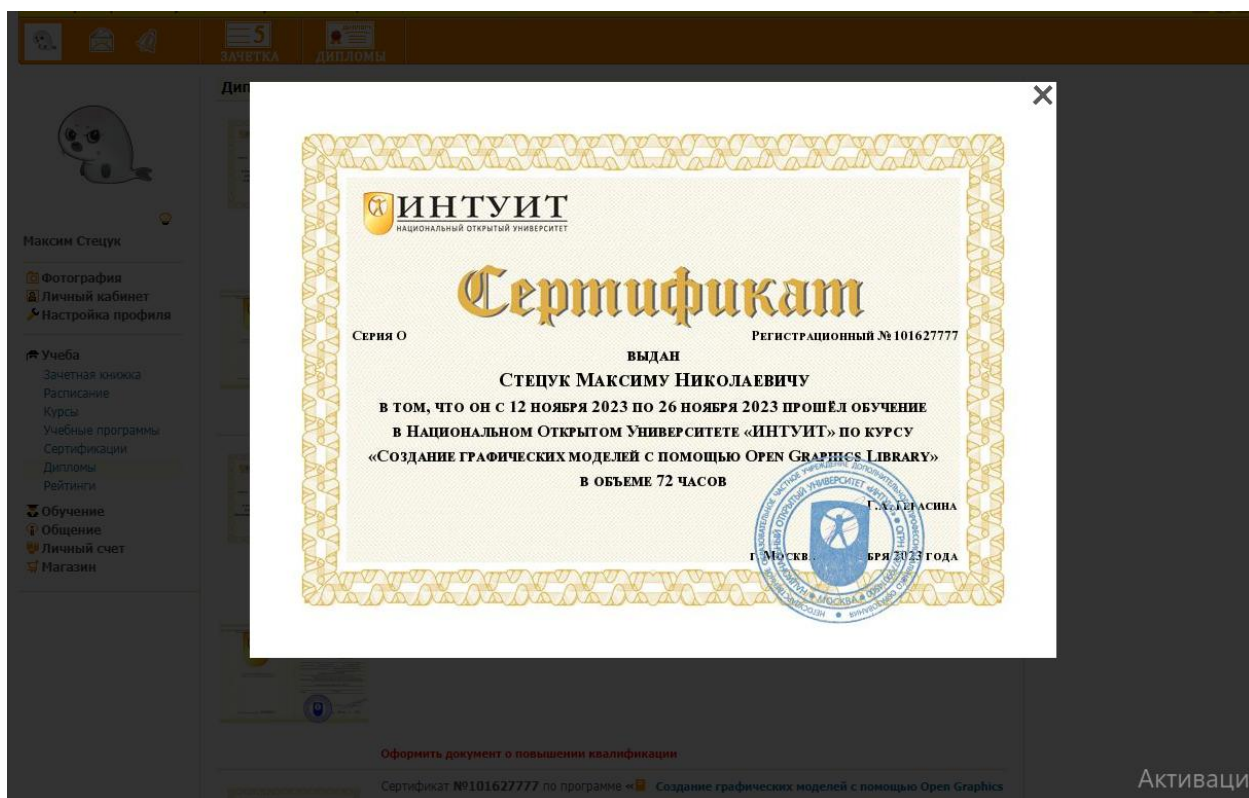 ЗАЧЕТКА
ДИПЛОМЫ
Максим Стецук
Фотография
Личный кабинет
Настройка профиля
Учеба
Зачетная книжка
Расписание
Курсы
Учебные программы
Сертификации
Дипломы
Рейтинги
Обучение
Общение
Личный счет
Магазин
ИНТУИТ
НАЦИОНАЛЬНЫЙ ОТКРЫТЫЙ УНИВЕРСИТЕТ
Сертификат
Серия О Регистрационный № 101627777
выдан
Стецук Максиму Николаевичу
в том, что он с 12 ноября 2023 по 26 ноября 2023 прошёл обучение
в Национальном Открытом Университете «ИНТУИТ» по курсу
«Создание графических моделей с помощью Open Graphics Library»
в объеме 72 часов
2023 года
МОСКВА
Оформить документ о повышении квалификации
Сертификат №101627777 по программе « Создание графических моделей с помощью Open Graphics